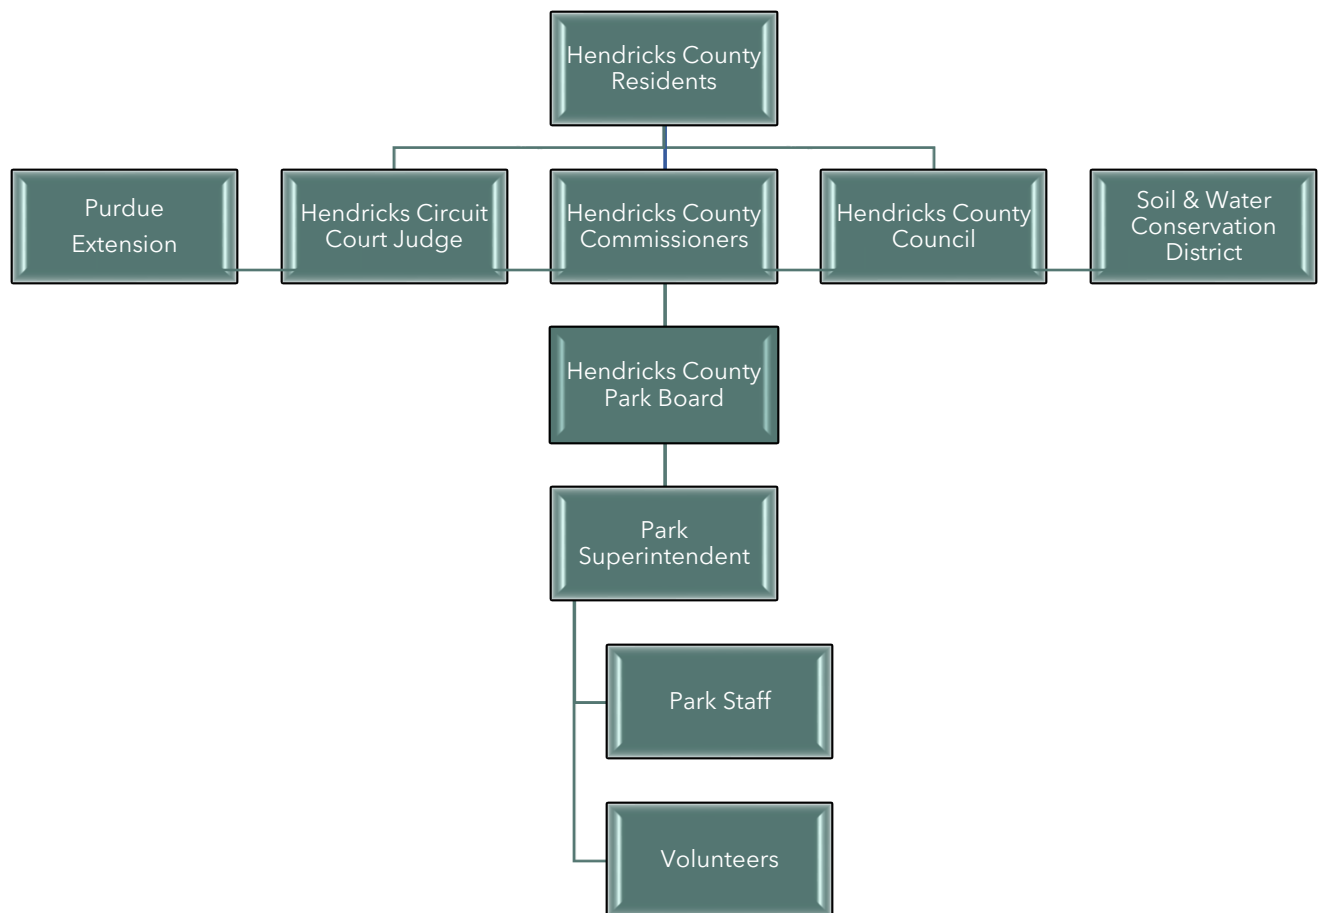 Hendricks County
Residents
Purdue
Extension
Hendricks Circuit
Court Judge
Hendricks County
Commissioners
Hendricks County
Council
Soil & Water
Conservation
District
Hendricks County
Park Board
Park
Superintendent
Park Staff
Volunteers